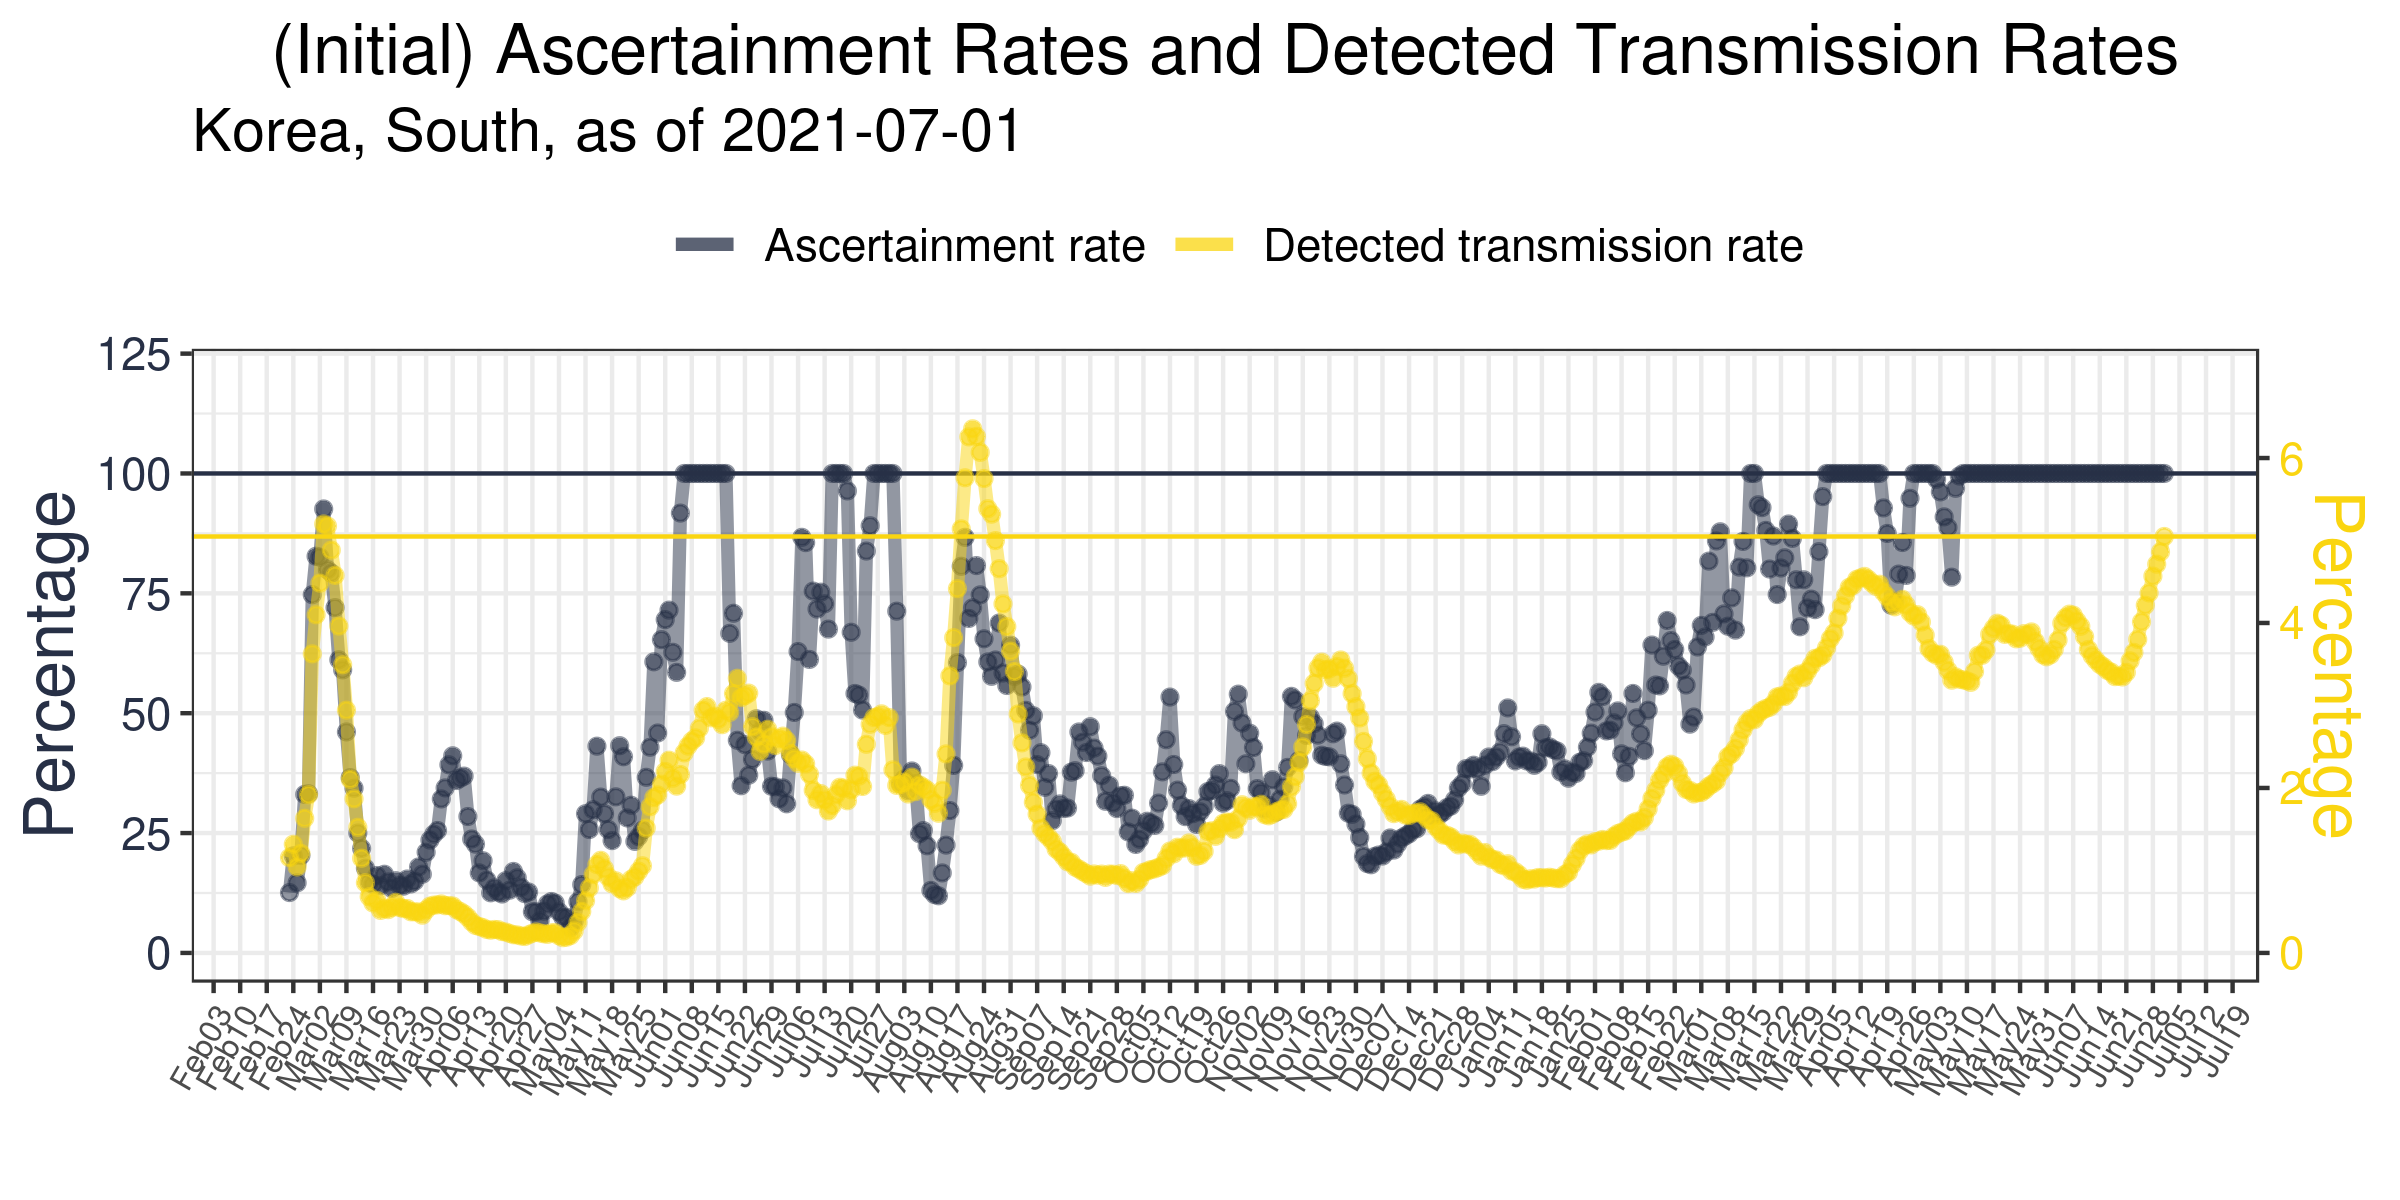 (Initial) Ascertainment Rates and Detected Transmission Rates
Korea, South, as of 2021-07-01
Ascertainment rate
Detected transmission rate
125
100
75
50
25
0
Percentage
6
4
2
0
Percentage
Feb03
Feb10
Feb17
Feb24
Mar02
Mar09
Mar16
Mar23
Mar30
Apr06
Apr13
Apr20
Apr27
May04
May11
May18
May25
Jun01
Jun08
Jun15
Jun22
Jun29
Jul06
Jul13
Jul20
Jul27
Aug03
Aug10
Aug17
Aug24
Aug31
Sep07
Sep14
Sep21
Sep28
Oct05
Oct12
Oct19
Oct26
Nov02
Nov09
Nov16
Nov23
Nov30
Dec07
Dec14
Dec21
Dec28
Jan04
Jan11
Jan18
Jan25
Feb01
Feb08
Feb15
Feb22
Mar01
Mar08
Mar15
Mar22
Mar29
Apr05
Apr12
Apr19
Apr26
May03
May10
May17
May24
May31
Jun07
Jun14
Jun21
Jun28
Jul05
Jul12
Jul19